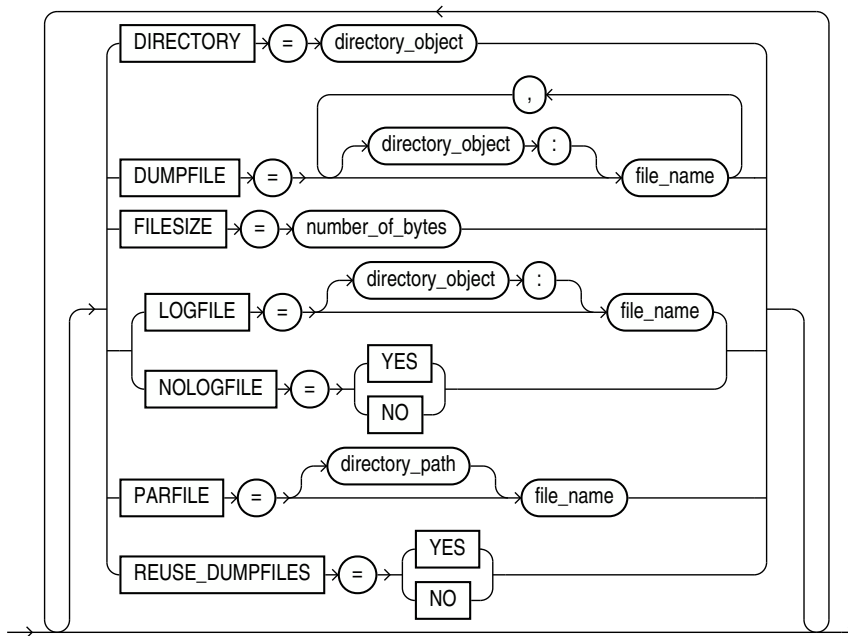 DIRECTORY = directory_object
,
directory_object :
DUMPFILE = file_name
FILESIZE = number_of_bytes
directory_object :
LOGFILE = file_name
YES
NOLOGFILE =
NO
directory_path
PARFILE = file_name
YES
REUSE_DUMPFILES =
NO